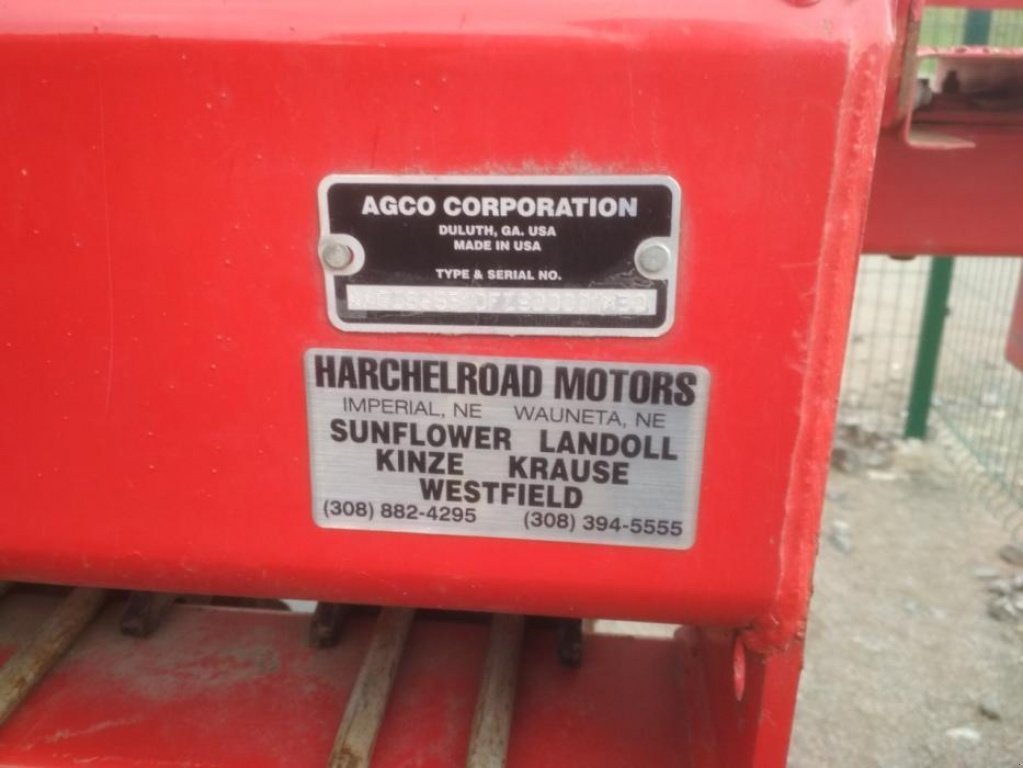 AGCO CORPORATION
DULUTH, GA. USA
MADE IN USA
TYPE & SERIAL NO.
HARCHELROAD MOTORS
IMPERIAL, NE WAUNETA, NE
SUNFLOWER LANDOLL
KINZE KRAUSE
WESTFIELD
(308) 882-4295 (308) 394-5555